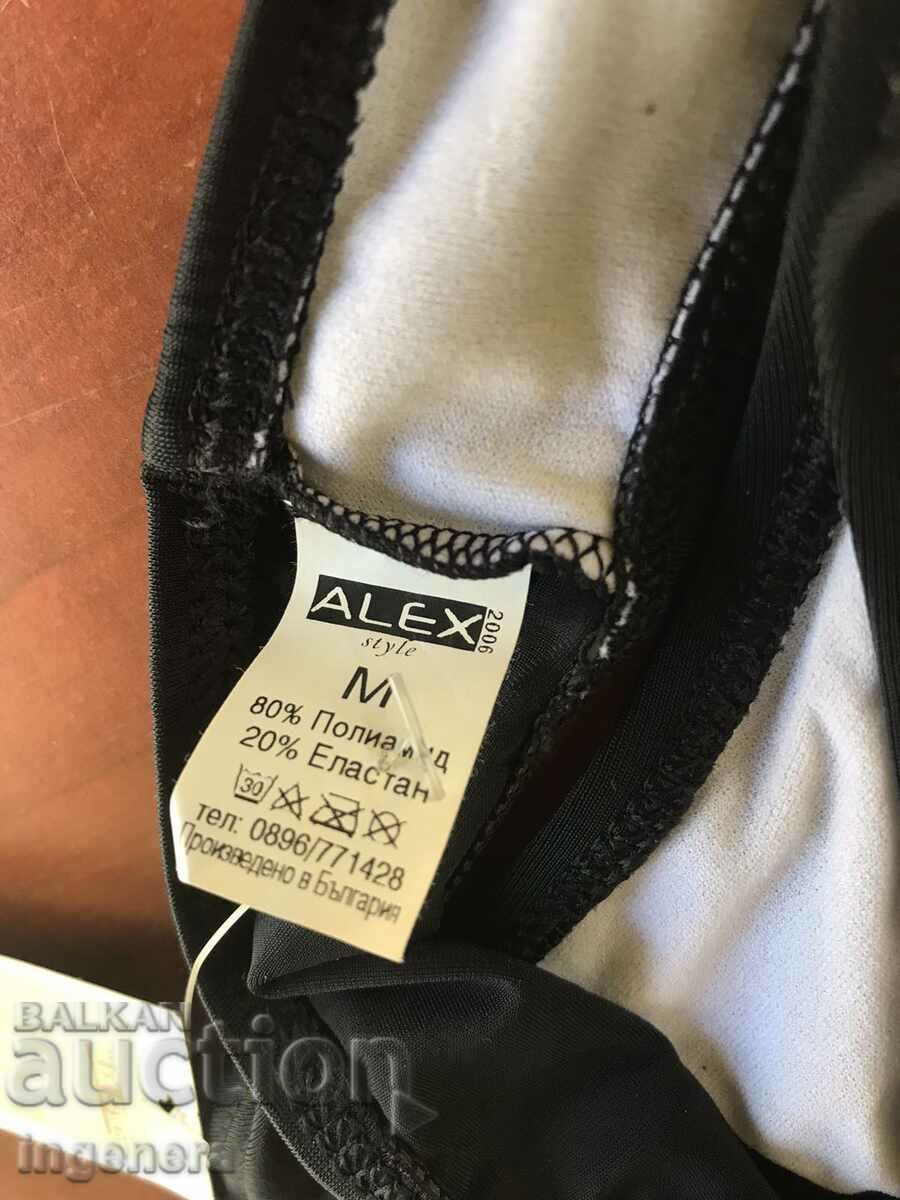 ALEX
2006
style
M
80% Полиамид
20% Еластан
30
тел: 0896/771428
Произведено в България
BALKAN
auction
ingenera